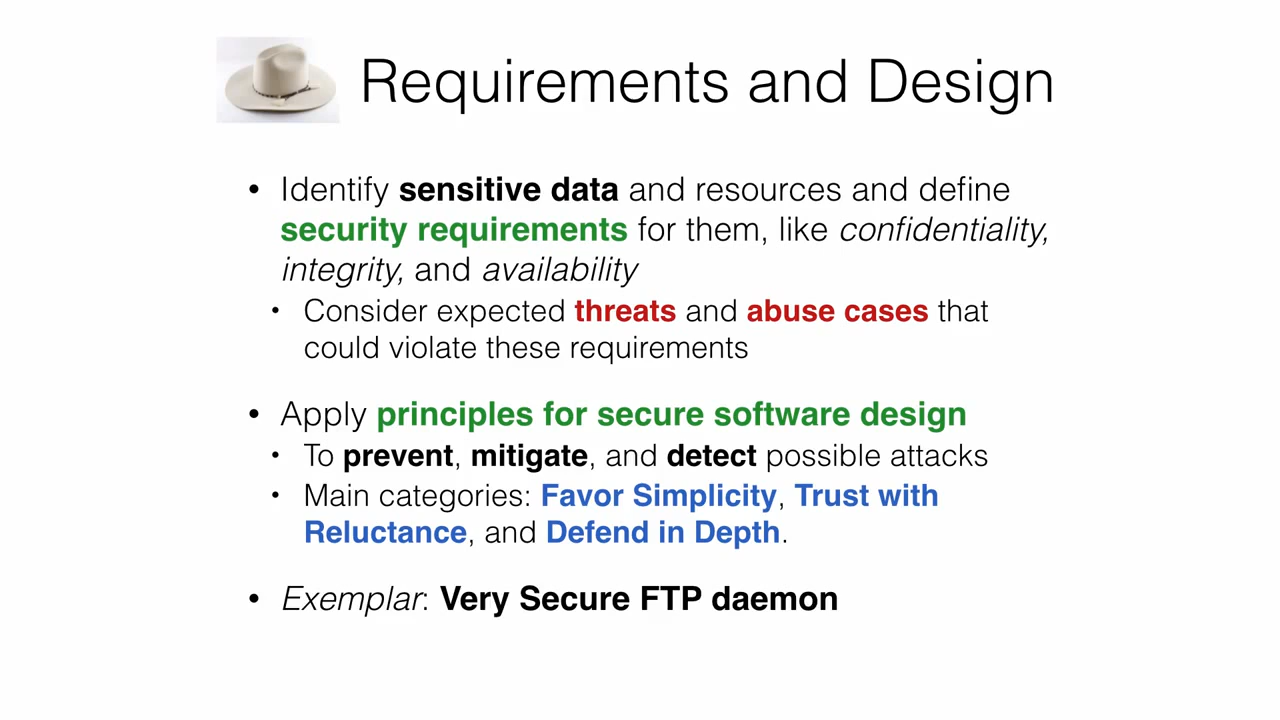 Requirements and Design
• Identify sensitive data and resources and define
security requirements for them, like confidentiality,
integrity, and availability
• Consider expected threats and abuse cases that
could violate these requirements
• Apply principles for secure software design
• To prevent, mitigate, and detect possible attacks
• Main categories: Favor Simplicity, Trust with
Reluctance, and Defend in Depth.
• Exemplar: Very Secure FTP daemon